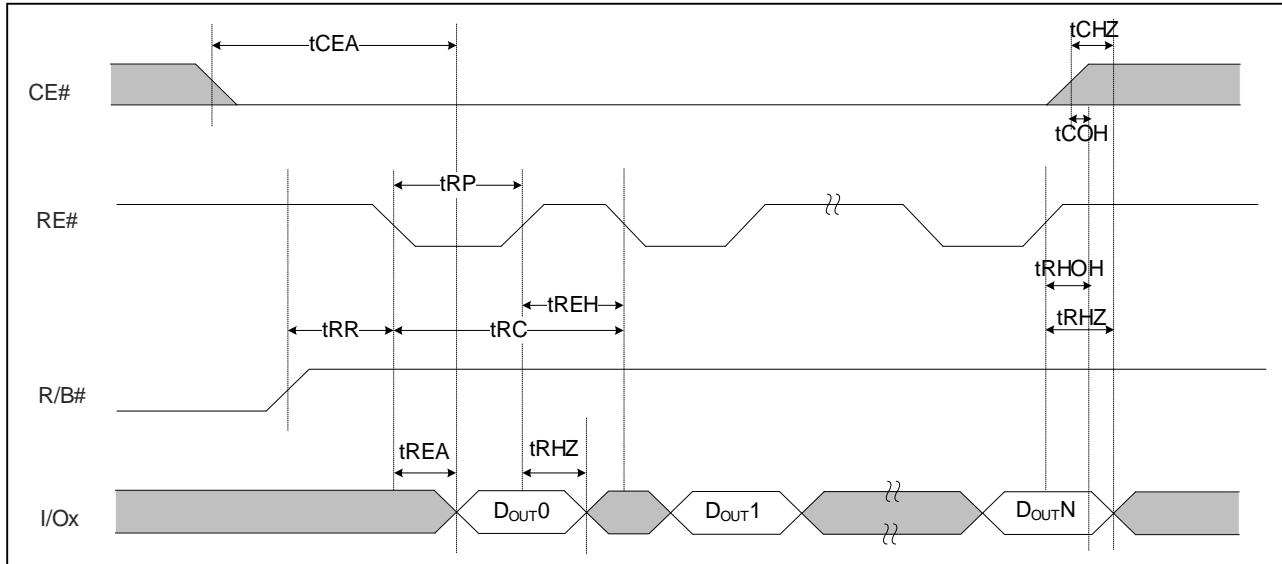 tCEA
tCHZ
CE#
tCOH
tRP
RE#
tRHOH
tREH
tRR
tRC
tRHZ
R/B#
tREA
tRHZ
I/Ox
DOUT0
DOUT1
DOUTN